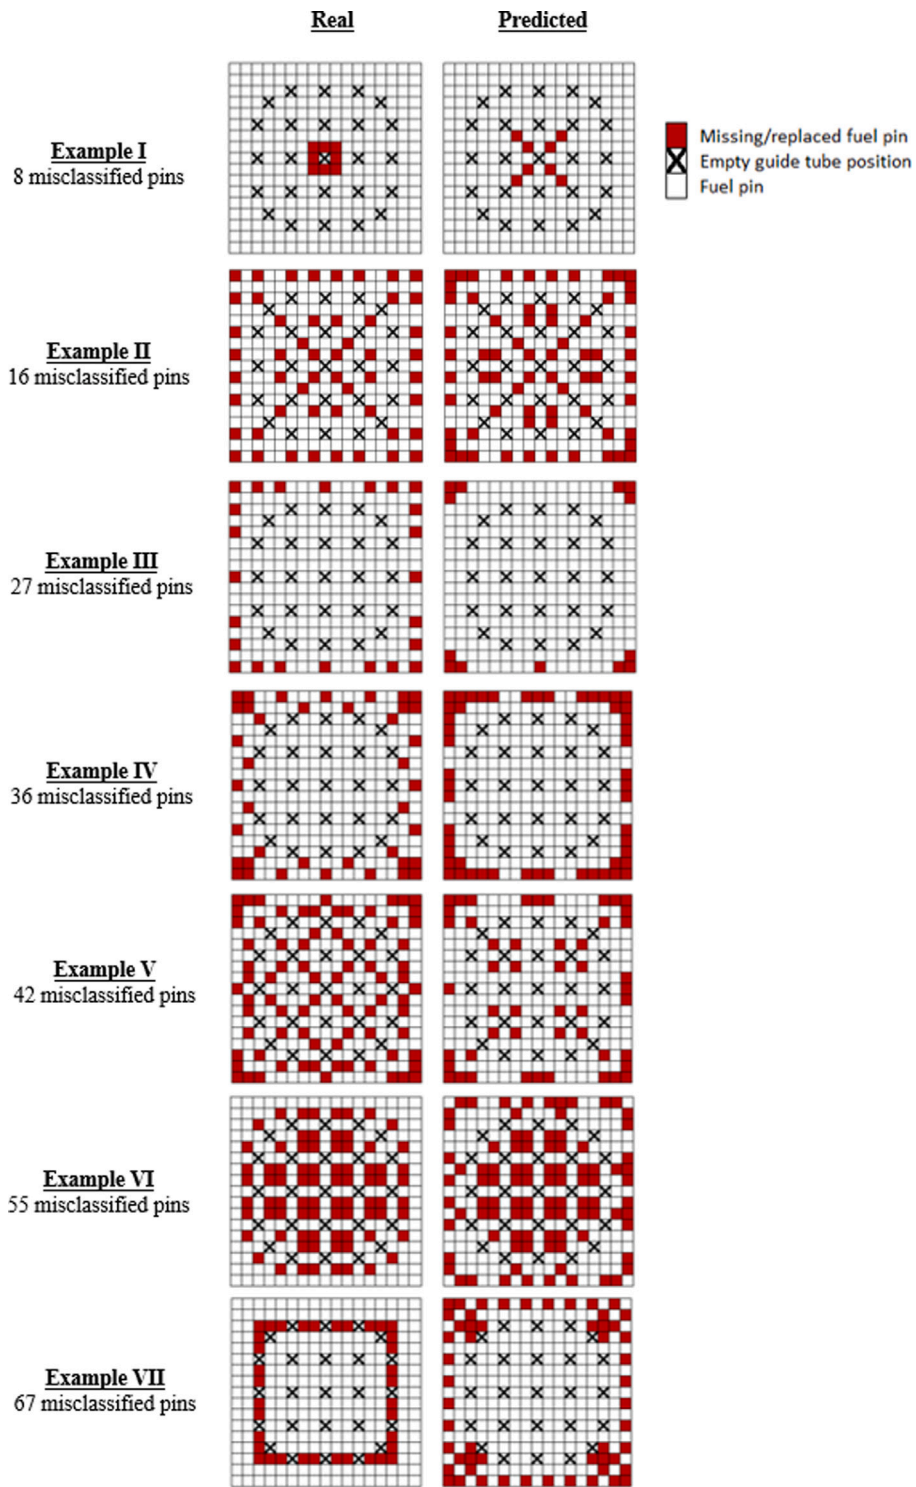 Real Predicted
Missing/replaced fuel pin
Example I
Empty guide tube position
8 misclassified pins
Fuel pin
Example II
16 misclassified pins
Example III
27 misclassified pins
Example IV
36 misclassified pins
Example V
42 misclassified pins
Example VI
55 misclassified pins
Example VII
67 misclassified pins